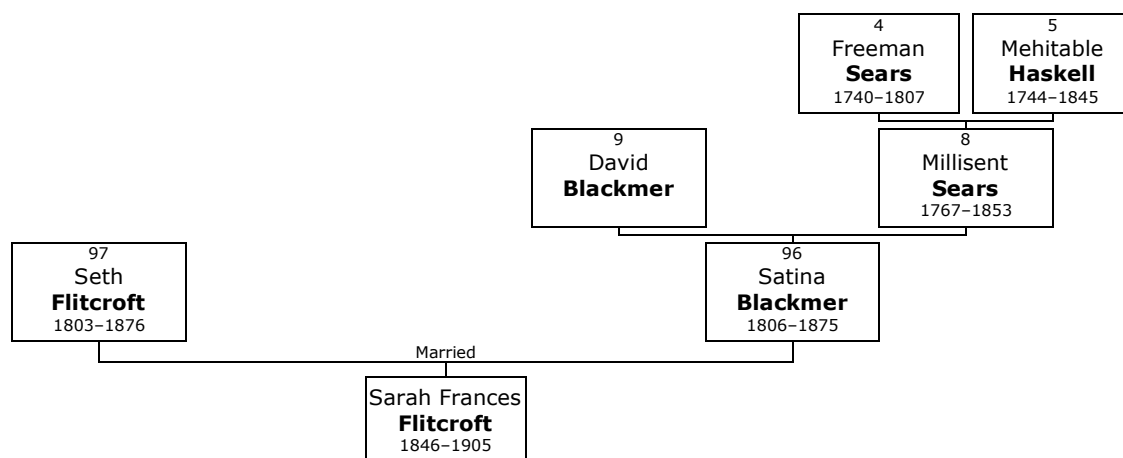 4
Freeman
Sears
1740–1807
5
Mehitable
Haskell
1744–1845
9
David
Blackmer
8
Millisent
Sears
1767–1853
97
Seth
Flitcroft
1803–1876
96
Satina
Blackmer
1806–1875
Married
Sarah Frances
Flitcroft
1846–1905